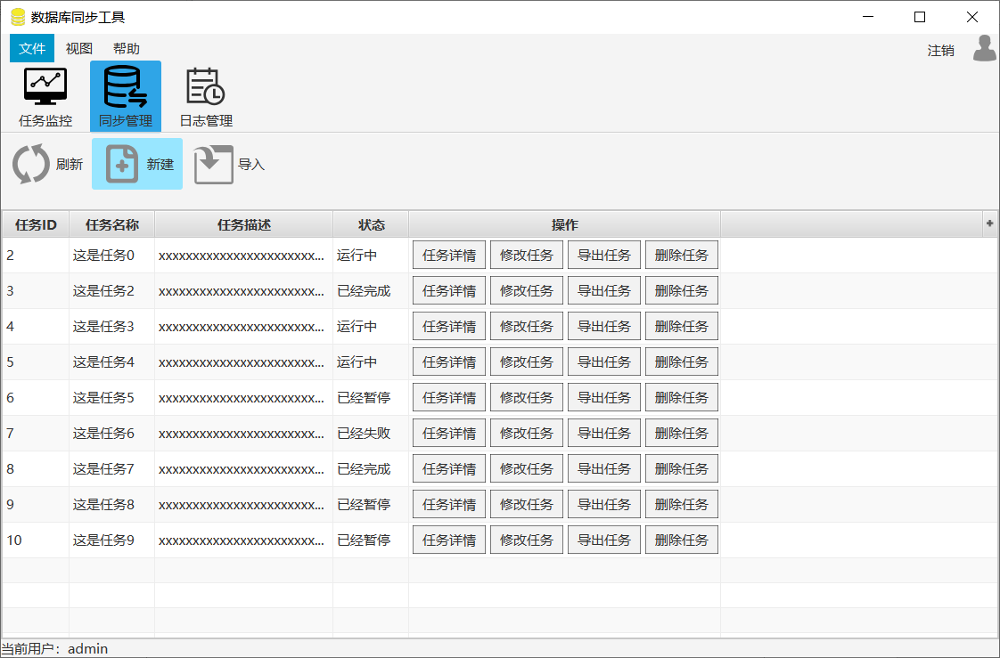 数据库同步工具
文件 视图 帮助 注销
任务监控 同步管理 日志管理
刷新 新建 导入
任务ID 任务名称 任务描述 状态 操作 +
2 这是任务0 xxxxxxxxxxxxxxxxxxxxxxxx... 运行中 任务详情 修改任务 导出任务 删除任务
3 这是任务2 xxxxxxxxxxxxxxxxxxxxxxxx... 已经完成 任务详情 修改任务 导出任务 删除任务
4 这是任务3 xxxxxxxxxxxxxxxxxxxxxxxx... 运行中 任务详情 修改任务 导出任务 删除任务
5 这是任务4 xxxxxxxxxxxxxxxxxxxxxxxx... 运行中 任务详情 修改任务 导出任务 删除任务
6 这是任务5 xxxxxxxxxxxxxxxxxxxxxxxx... 已经暂停 任务详情 修改任务 导出任务 删除任务
7 这是任务6 xxxxxxxxxxxxxxxxxxxxxxxx... 已经失败 任务详情 修改任务 导出任务 删除任务
8 这是任务7 xxxxxxxxxxxxxxxxxxxxxxxx... 已经完成 任务详情 修改任务 导出任务 删除任务
9 这是任务8 xxxxxxxxxxxxxxxxxxxxxxxx... 已经暂停 任务详情 修改任务 导出任务 删除任务
10 这是任务9 xxxxxxxxxxxxxxxxxxxxxxxx... 已经暂停 任务详情 修改任务 导出任务 删除任务
当前用户：admin